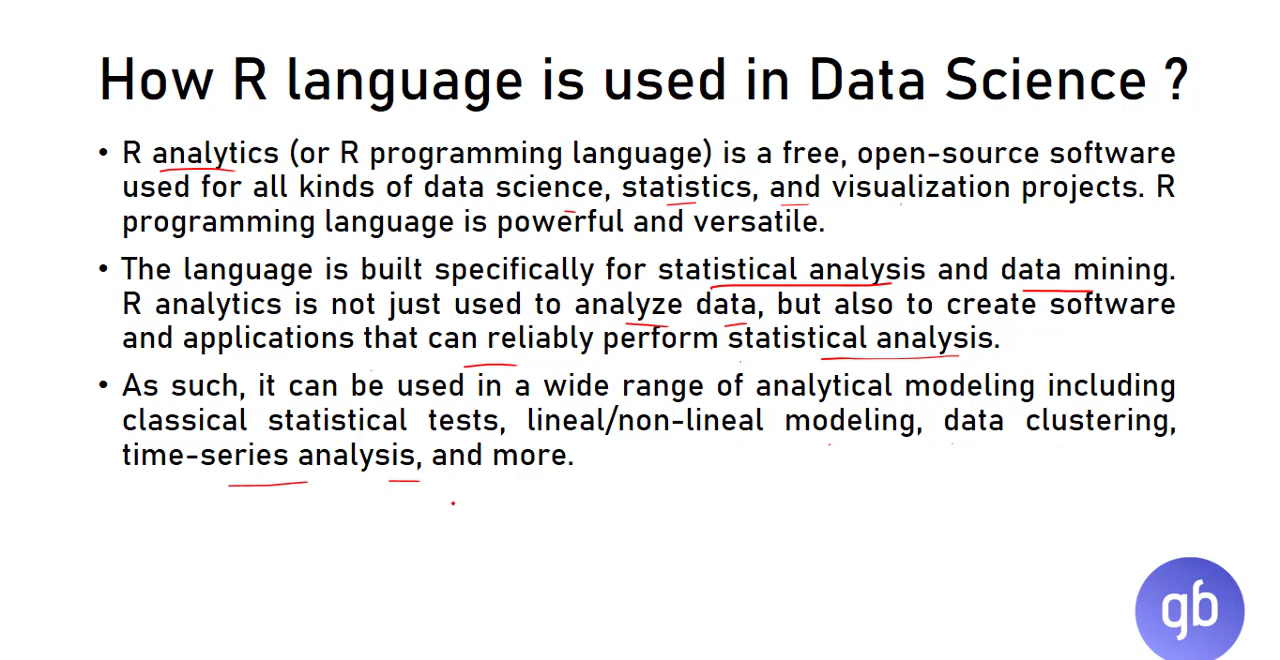 How R language is used in Data Science ?
• R analytics (or R programming language) is a free, open-source software
used for all kinds of data science, statistics, and visualization projects. R
programming language is powerful and versatile.
• The language is built specifically for statistical analysis and data mining.
R analytics is not just used to analyze data, but also to create software
and applications that can reliably perform statistical analysis.
• As such, it can be used in a wide range of analytical modeling including
classical statistical tests, lineal/non-lineal modeling, data clustering,
time-series analysis, and more.
gb